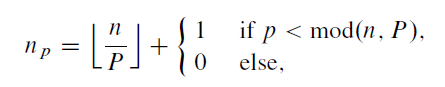 n_p = ⌊n/P⌋ + { 1 if p < mod(n, P),
0 else,